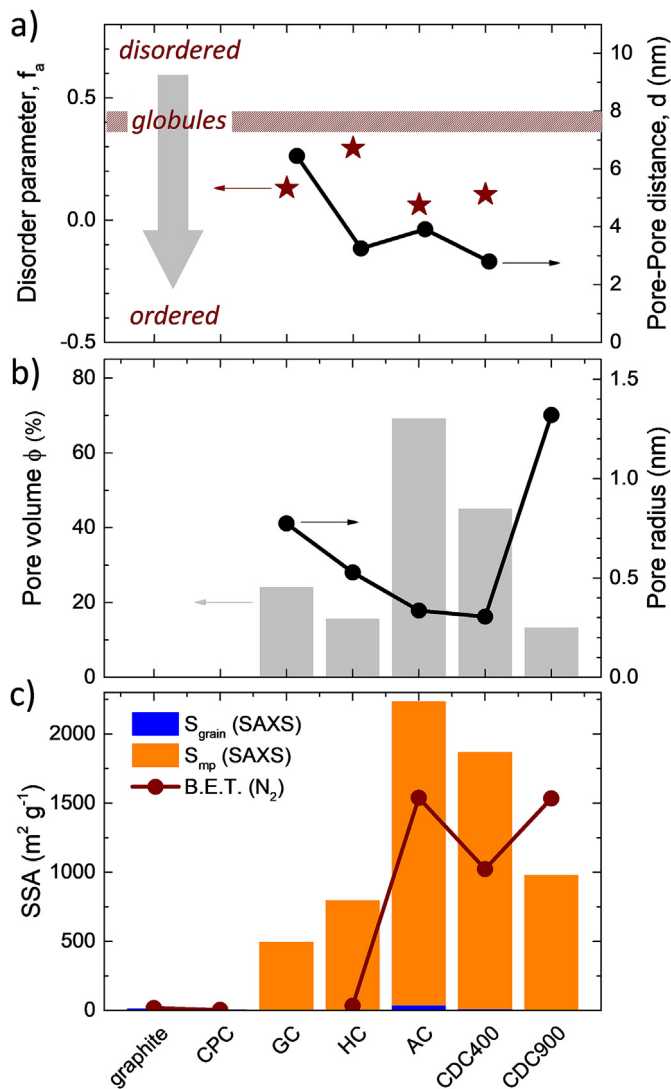 a)
disordered
globules
ordered
Disorder parameter, fₐ
0.5
0.0
-0.5
10
8
6
4
2
0
Pore-Pore distance, d (nm)
b)
Pore volume ϕ (%)
80
60
40
20
0
1.5
1.0
0.5
0.0
Pore radius (nm)
c)
S_grain (SAXS)
S_mp (SAXS)
B.E.T. (N₂)
SSA (m² g⁻¹)
2000
1500
1000
500
0
graphite
CPC
GC
HC
AC
CDC400
CDC900